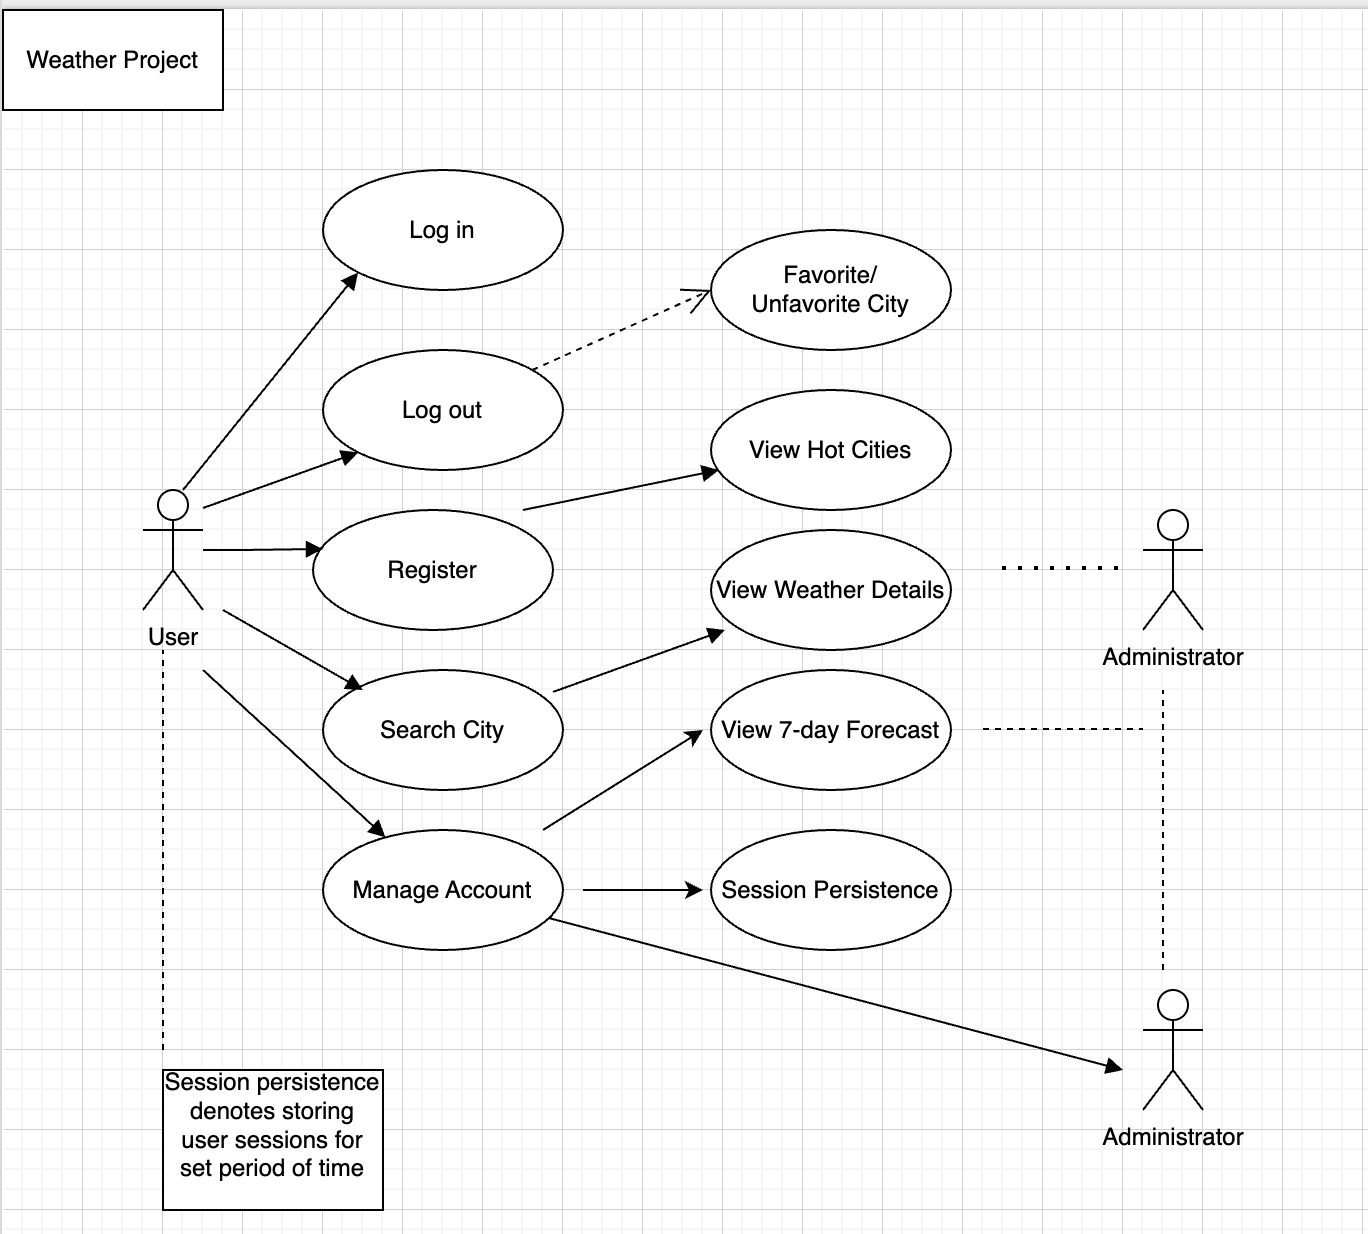 Weather Project
Log in
Favorite/
Unfavorite City
Log out
View Hot Cities
Register
View Weather Details
User
Administrator
Search City
View 7-day Forecast
Manage Account
Session Persistence
Session persistence
denotes storing
user sessions for
set period of time
Administrator